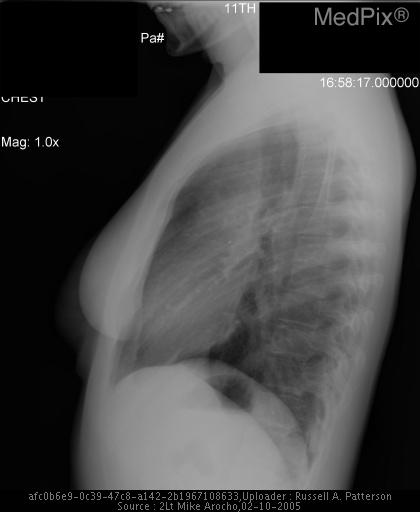 11TH
MedPix®
Pa#
16:58:17.000000
CHEST
Mag: 1.0x
afc0b6e9-0c39-47c8-a142-2b1967108633,Uploader : Russell A. Patterson
Source : 2Lt Mike Arocho,02-10-2005